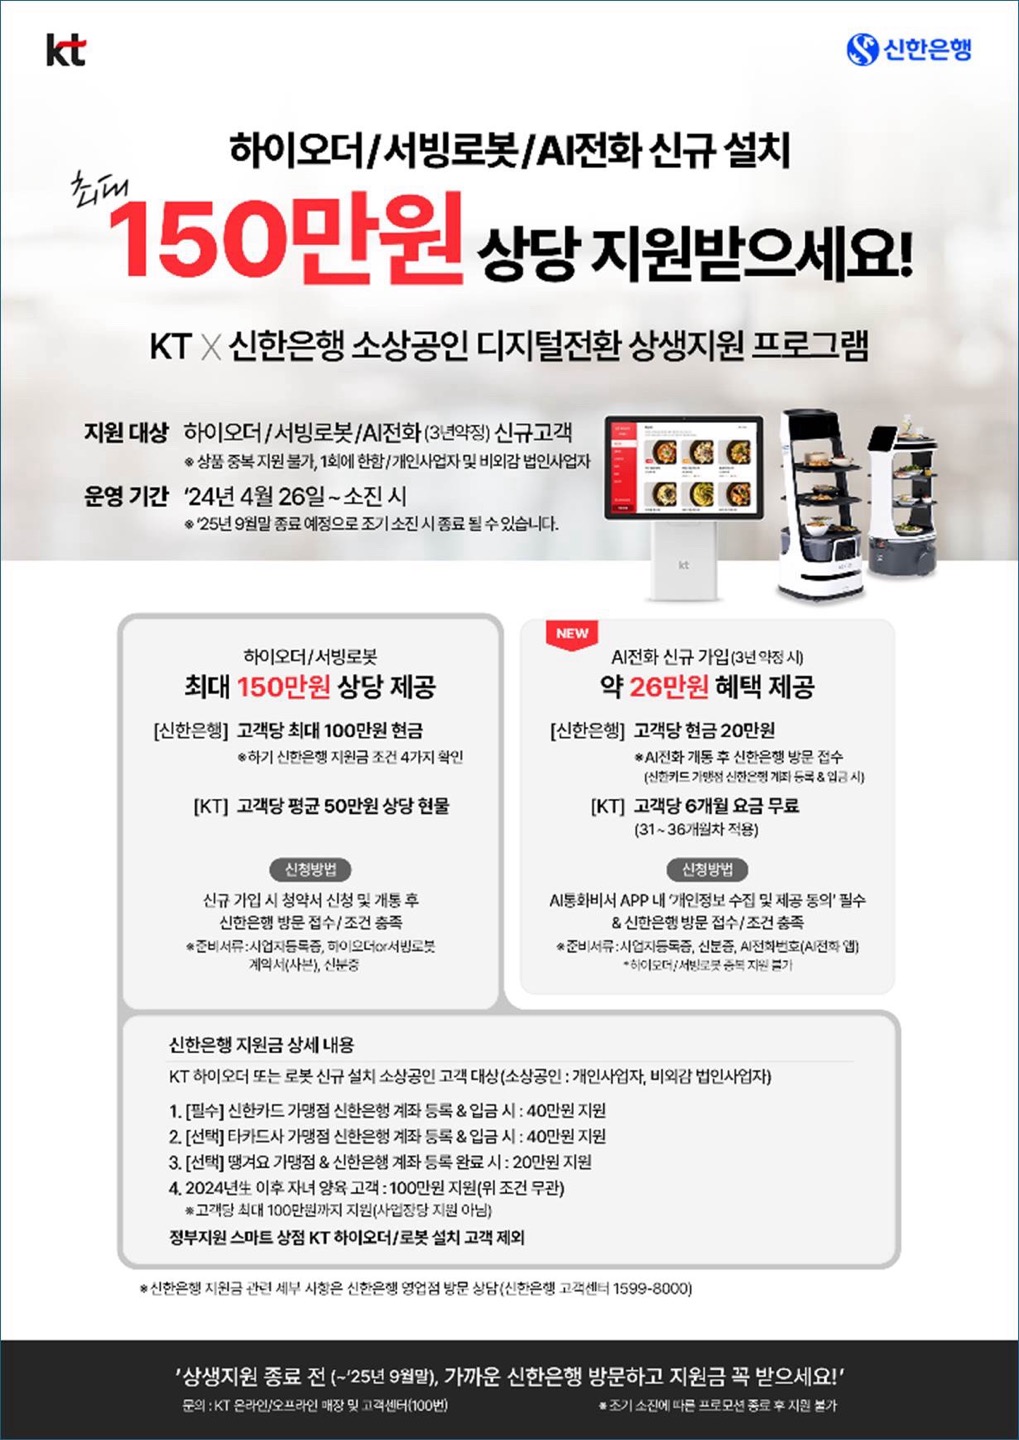 kt
신한은행
하이오더/서빙로봇/AI전화 신규 설치
최대
150만원 상당 지원받으세요!
KT X 신한은행 소상공인 디지털전환 상생지원 프로그램
지원 대상 하이오더/서빙로봇/AI전화(3년약정) 신규고객
※ 상품 중복 지원 불가, 1회에 한함/개인사업자 및 비외감 법인사업자
운영 기간 '24년 4월 26일 ~ 소진 시
※ '25년 9월말 종료 예정으로 조기 소진 시 종료 될 수 있습니다.
kt
하이오더/서빙로봇
최대 150만원 상당 제공
[신한은행] 고객당 최대 100만원 현금
※하기 신한은행 지원금 조건 4가지 확인
[KT] 고객당 평균 50만원 상당 현물
신청방법
신규 가입 시 청약서 신청 및 개통 후
신한은행 방문 접수/조건 충족
※준비서류:사업자등록증, 하이오더or서빙로봇
계약서(사본), 신분증
NEW
AI전화 신규 가입(3년 약정 시)
약 26만원 혜택 제공
[신한은행] 고객당 현금 20만원
※AI전화 개통 후 신한은행 방문 접수
(신한카드 가맹점 신한은행 계좌 등록 & 입금 시)
[KT] 고객당 6개월 요금 무료
(31~36개월차 적용)
신청방법
AI통화비서 APP 내 '개인정보 수집 및 제공 동의' 필수
& 신한은행 방문 접수/조건 충족
※준비서류:사업자등록증, 신분증, AI전화번호(AI전화 앱)
*하이오더/서빙로봇 중복 지원 불가
신한은행 지원금 상세 내용
KT 하이오더 또는 로봇 신규 설치 소상공인 고객 대상(소상공인 : 개인사업자, 비외감 법인사업자)
1. [필수] 신한카드 가맹점 신한은행 계좌 등록 & 입금 시 : 40만원 지원
2. [선택] 타카드사 가맹점 신한은행 계좌 등록 & 입금 시 : 40만원 지원
3. [선택] 땡겨요 가맹점 & 신한은행 계좌 등록 완료 시 : 20만원 지원
4. 2024년生 이후 자녀 양육 고객 : 100만원 지원(위 조건 무관)
※고객당 최대 100만원까지 지원(사업장당 지원 아님)
정부지원 스마트 상점 KT 하이오더/로봇 설치 고객 제외
※신한은행 지원금 관련 세부 사항은 신한은행 영업점 방문 상담(신한은행 고객센터 1599-8000)
'상생지원 종료 전 (~'25년 9월말), 가까운 신한은행 방문하고 지원금 꼭 받으세요!'
문의 : KT 온라인/오프라인 매장 및 고객센터(100번)
※조기 소진에 따른 프로모션 종료 후 지원 불가